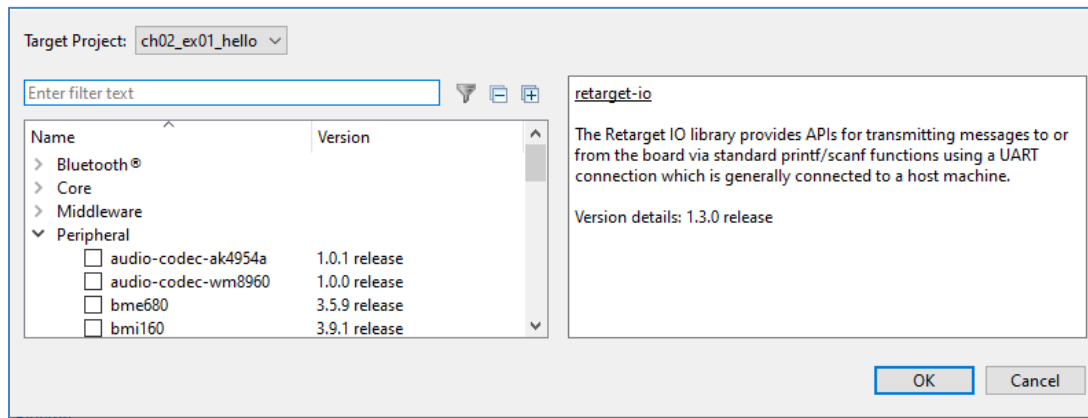 Target Project: ch02_ex01_hello
Enter filter text
retarget-io
The Retarget IO library provides APIs for transmitting messages to or
from the board via standard printf/scanf functions using a UART
connection which is generally connected to a host machine.
Version details: 1.3.0 release
Name Version
Bluetooth®
Core
Middleware
Peripheral
audio-codec-ak4954a 1.0.1 release
audio-codec-wm8960 1.0.0 release
bme680 3.5.9 release
bmi160 3.9.1 release
OK Cancel